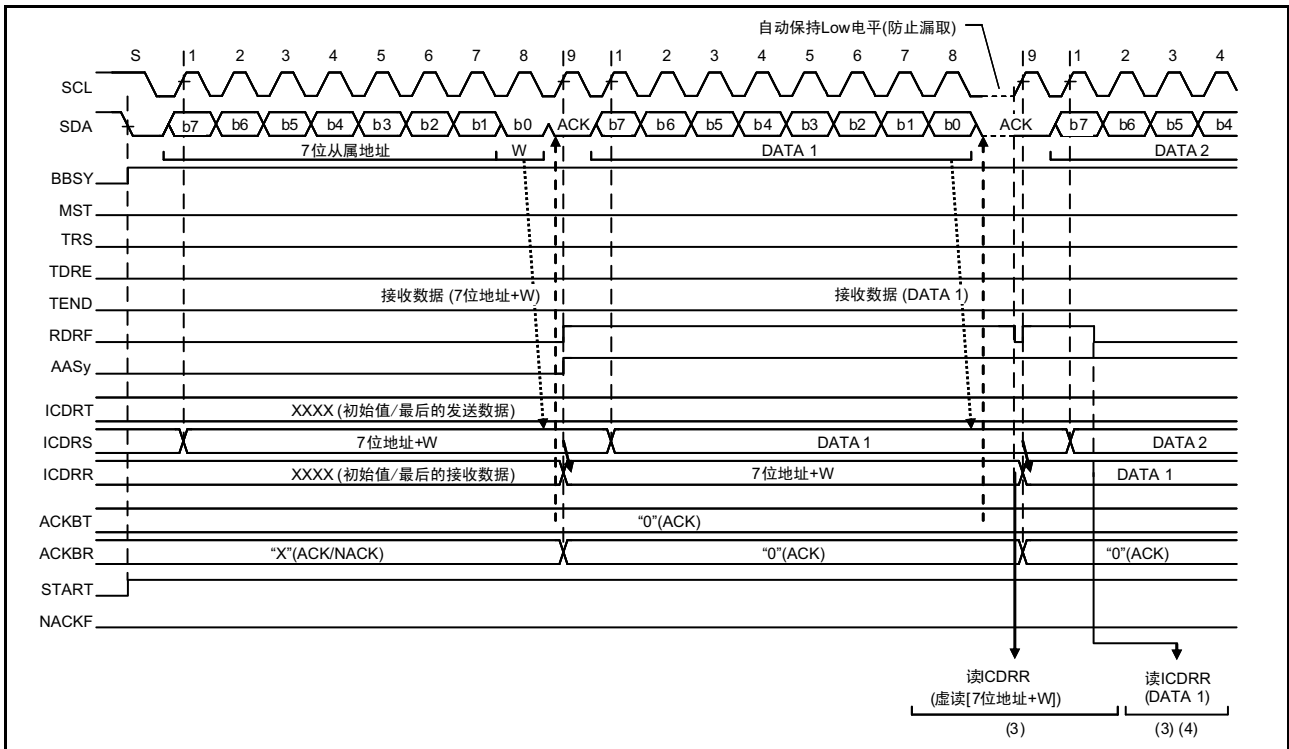 自动保持Low电平(防止漏取)
S 1 2 3 4 5 6 7 8 9 1 2 3 4 5 6 7 8 9 1 2 3 4
SCL
SDA b7 b6 b5 b4 b3 b2 b1 b0 ACK b7 b6 b5 b4 b3 b2 b1 b0 ACK b7 b6 b5 b4
7位从属地址 W DATA 1 DATA 2
BBSY
MST
TRS
TDRE
TEND 接收数据 (7位地址+W) 接收数据 (DATA 1)
RDRF
AASy
ICDRT XXXX (初始值/最后的发送数据)
ICDRS 7位地址+W DATA 1 DATA 2
ICDRR XXXX (初始值/最后的接收数据) 7位地址+W DATA 1
ACKBT “0”(ACK)
ACKBR “X”(ACK/NACK) “0”(ACK) “0”(ACK)
START
NACKF
读ICDRR
(虚读[7位地址+W])
(3)
读ICDRR
(DATA 1)
(3) (4)